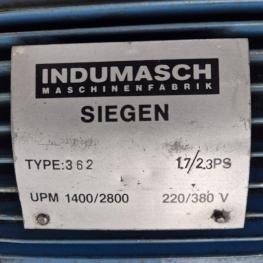 INDUMASCH
MASCHINENFABRIK
SIEGEN
TYPE:362 1,7/2,3PS
UPM 1400/2800 220/380 V